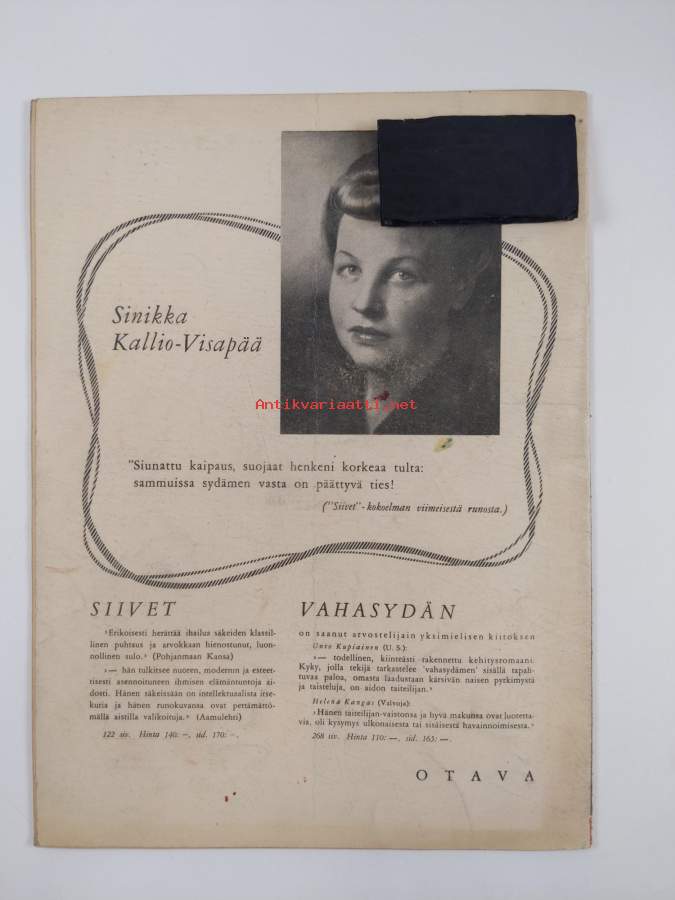 Sinikka
Kallio-Visapää
Antikvariaatti.net
"Siunattu kaipaus, suojaat henkeni korkeaa tulta:
sammuissa sydämen vasta on päättyvä ties!
("Siivet"-kokoelman viimeisestä runosta.)
SIIVET
»Erikoisesti herättää ihailua säkeiden klassil-
linen puhtaus ja arvokkaan hienostunut, luon-
nollinen sulo.» (Pohjanmaan Kansa)
»— hän tulkitsee nuoren, modernin ja esteet-
tisesti asennoituneen ihmisen elämäntuntoja ai-
dosti. Hänen säkeissään on intellektuaalista itse-
kuria ja hänen runokuvansa ovat pettämättö-
mällä aistilla valikoituja.» (Aamulehti)
122 siv. Hinta 140: —, sid. 170: —.
VAHASYDÄN
on saanut arvostelijain yksimielisen kiitoksen
Unto Kupiainen (U. S.):
»— todellinen, kiinteästi rakennettu kehitysromaani.
Kyky, jolla tekijä tarkastelee 'vahasydämen' sisällä tapah-
tuvaa paloa, omasta laadustaan kärsivän naisen pyrkimystä
ja taisteluja, on aidon taiteilijan.»
Helena Kangas (Valvoja):
»Hänen taiteilijan-vaistonsa ja hyvä makunsa ovat luotetta-
via, oli kysymys ulkonaisesta tai sisäisestä havainnoimisesta.»
268 siv. Hinta 110: —, sid. 165: —.
OTAVA